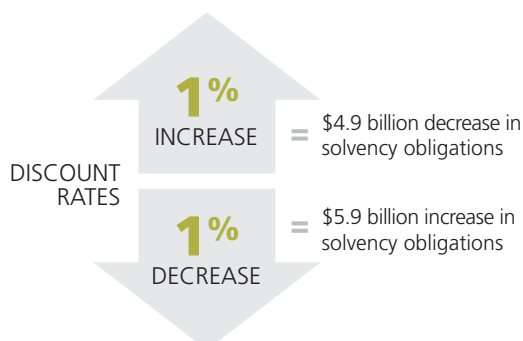 DISCOUNT
RATES
1%
INCREASE
= $4.9 billion decrease in
solvency obligations
1%
DECREASE
= $5.9 billion increase in
solvency obligations